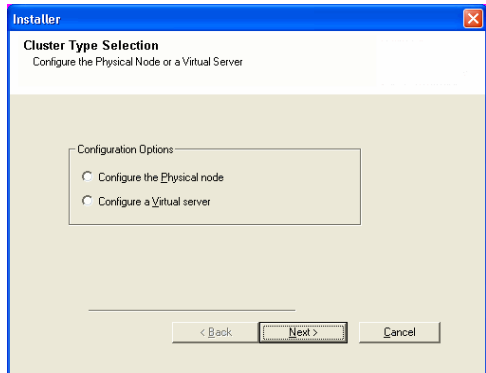 Installer
Cluster Type Selection
Configure the Physical Node or a Virtual Server
Configuration Options
Configure the Physical node
Configure a Virtual server
< Back
Next >
Cancel